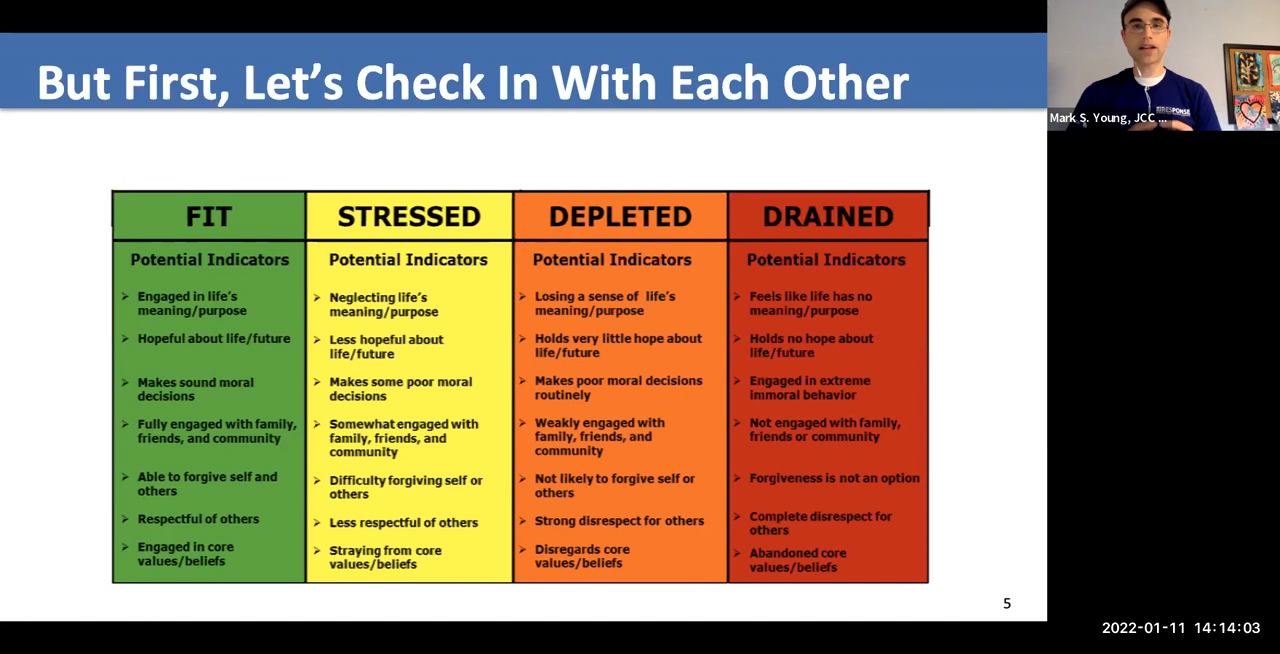 But First, Let's Check In With Each Other
Mark S. Young, JCC ...
FIT
Potential Indicators
➢ Engaged in life's
meaning/purpose
➢ Hopeful about life/future
➢ Makes sound moral
decisions
➢ Fully engaged with family,
friends, and community
➢ Able to forgive self and
others
➢ Respectful of others
➢ Engaged in core
values/beliefs
STRESSED
Potential Indicators
➢ Neglecting life's
meaning/purpose
➢ Less hopeful about
life/future
➢ Makes some poor moral
decisions
➢ Somewhat engaged with
family, friends, and
community
➢ Difficulty forgiving self or
others
➢ Less respectful of others
➢ Straying from core
values/beliefs
DEPLETED
Potential Indicators
➢ Losing a sense of life's
meaning/purpose
➢ Holds very little hope about
life/future
➢ Makes poor moral decisions
routinely
➢ Weakly engaged with
family, friends, and
community
➢ Not likely to forgive self or
others
➢ Strong disrespect for others
➢ Disregards core
values/beliefs
DRAINED
Potential Indicators
➢ Feels like life has no
meaning/purpose
➢ Holds no hope about
life/future
➢ Engaged in extreme
immoral behavior
➢ Not engaged with family,
friends or community
➢ Forgiveness is not an option
➢ Complete disrespect for
others
➢ Abandoned core
values/beliefs
5
2022-01-11 14:14:03